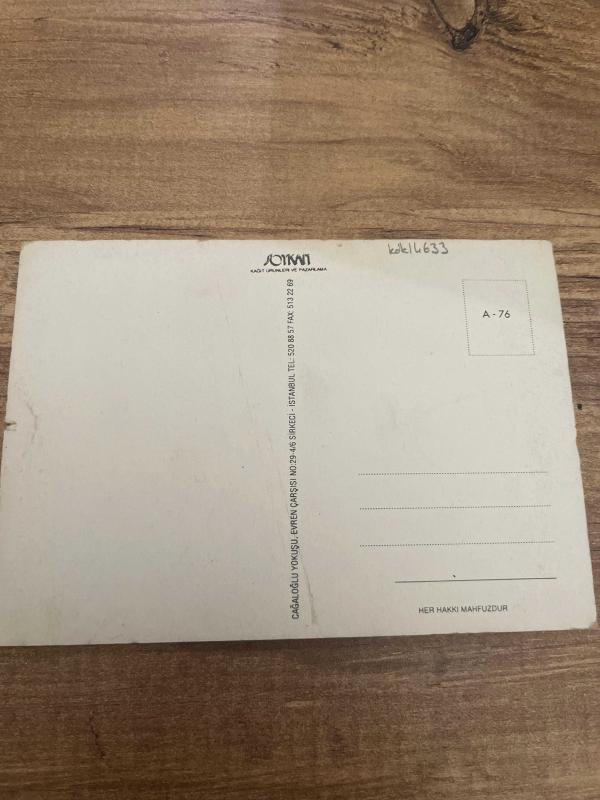 SOYKAN
KAĞIT ÜRÜNLERİ VE PAZARLAMA
kdk14633
A - 76
CAĞALOĞLU YOKUŞU, EVREN ÇARŞISI NO:29-4/6 SİRKECİ - İSTANBUL TEL: 520 88 57 FAX: 513 22 69
HER HAKKI MAHFUZDUR